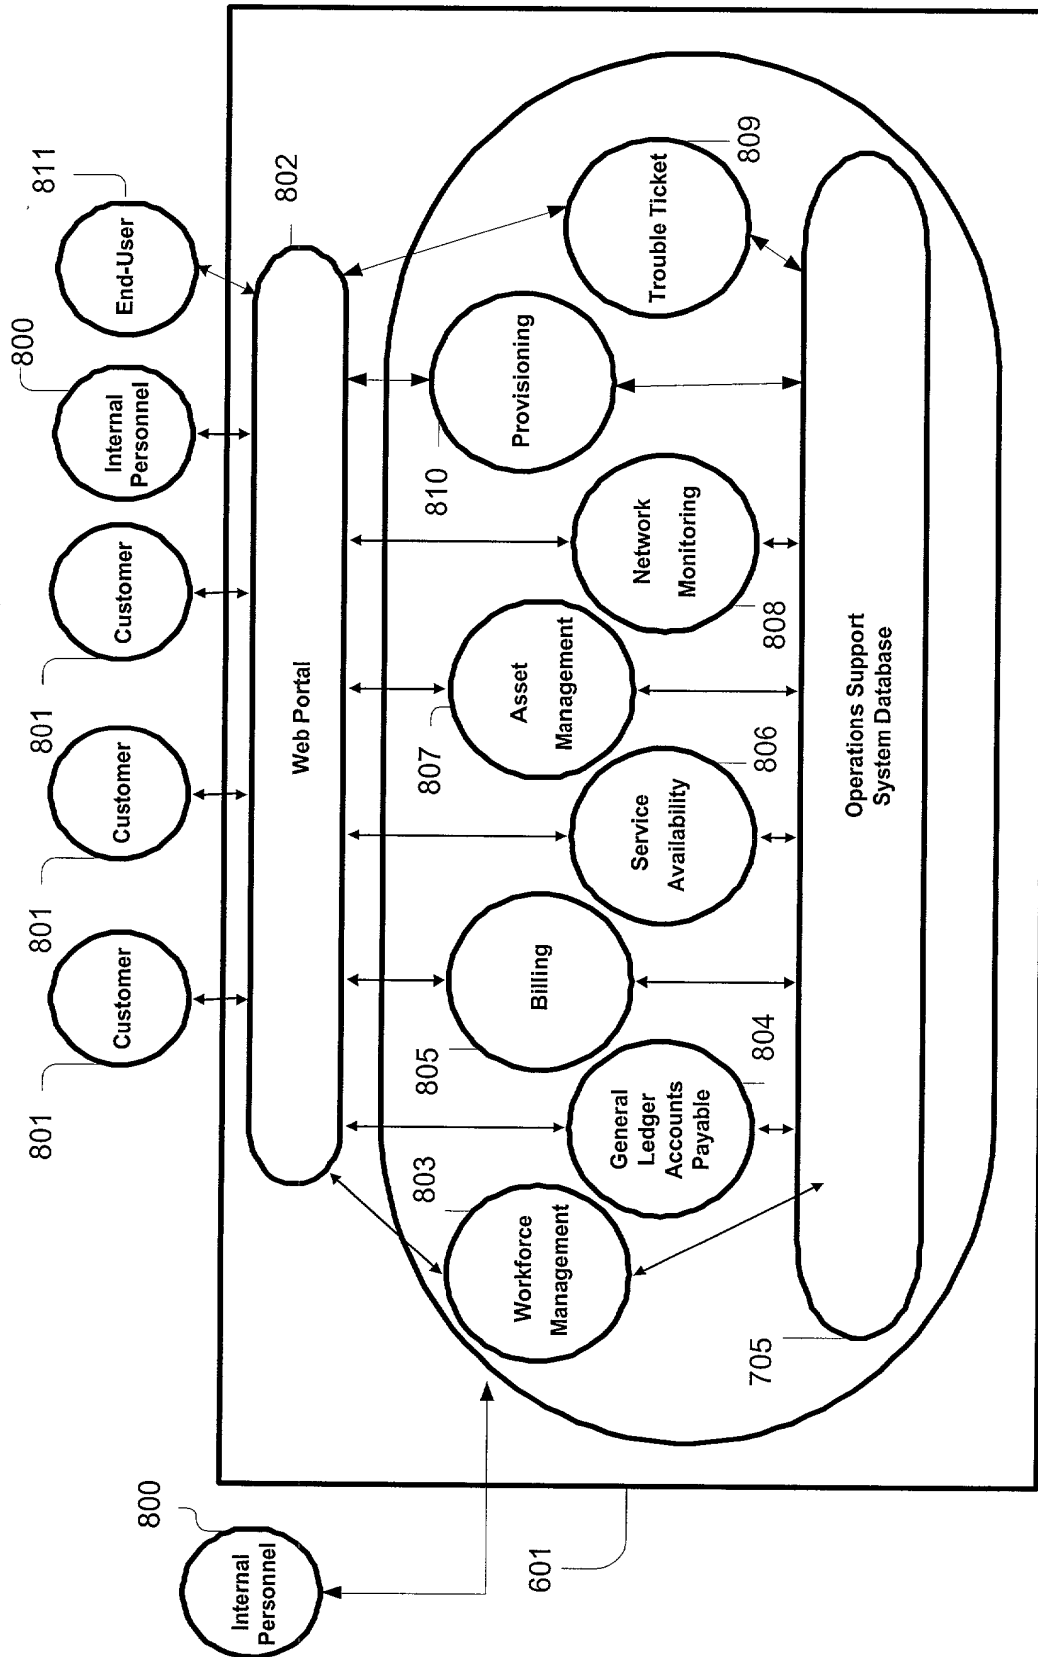 800
Internal
Personnel
601
801
Customer
801
Customer
801
Customer
800
Internal
Personnel
811
End-User
802
Web Portal
803
Workforce
Management
804
General
Ledger
Accounts
Payable
805
Billing
806
Service
Availability
807
Asset
Management
808
Network
Monitoring
810
Provisioning
809
Trouble Ticket
705
Operations Support
System Database